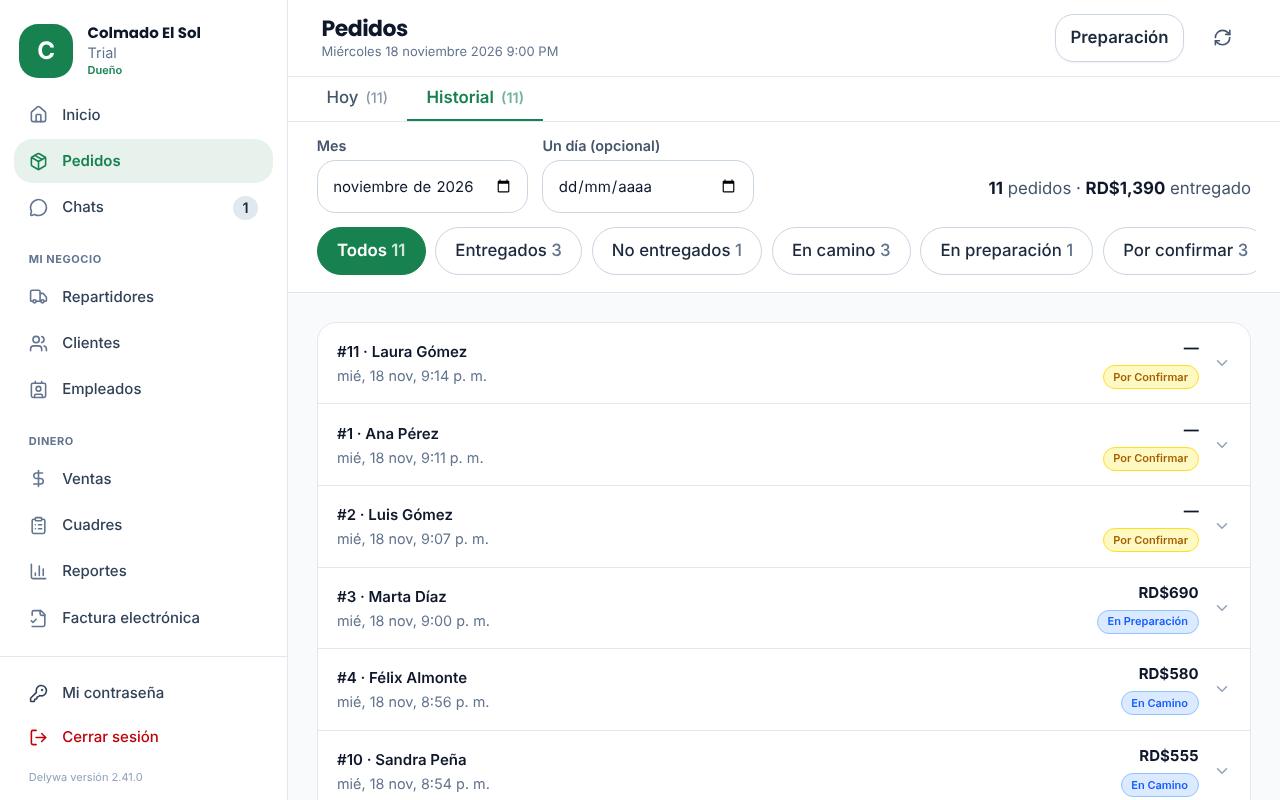 C
Colmado El Sol
Trial
Dueño
Inicio
Pedidos
Chats 1
MI NEGOCIO
Repartidores
Clientes
Empleados
DINERO
Ventas
Cuadres
Reportes
Factura electrónica
Mi contraseña
Cerrar sesión
Delywa versión 2.41.0
Pedidos
Miércoles 18 noviembre 2026 9:00 PM
Preparación
Hoy (11) Historial (11)
Mes Un día (opcional)
noviembre de 2026 dd/mm/aaaa 11 pedidos · RD$1,390 entregado
Todos 11 Entregados 3 No entregados 1 En camino 3 En preparación 1 Por confirmar 3
#11 · Laura Gómez —
mié, 18 nov, 9:14 p. m. Por Confirmar
#1 · Ana Pérez —
mié, 18 nov, 9:11 p. m. Por Confirmar
#2 · Luis Gómez —
mié, 18 nov, 9:07 p. m. Por Confirmar
#3 · Marta Díaz RD$690
mié, 18 nov, 9:00 p. m. En Preparación
#4 · Félix Almonte RD$580
mié, 18 nov, 8:56 p. m. En Camino
#10 · Sandra Peña RD$555
mié, 18 nov, 8:54 p. m. En Camino